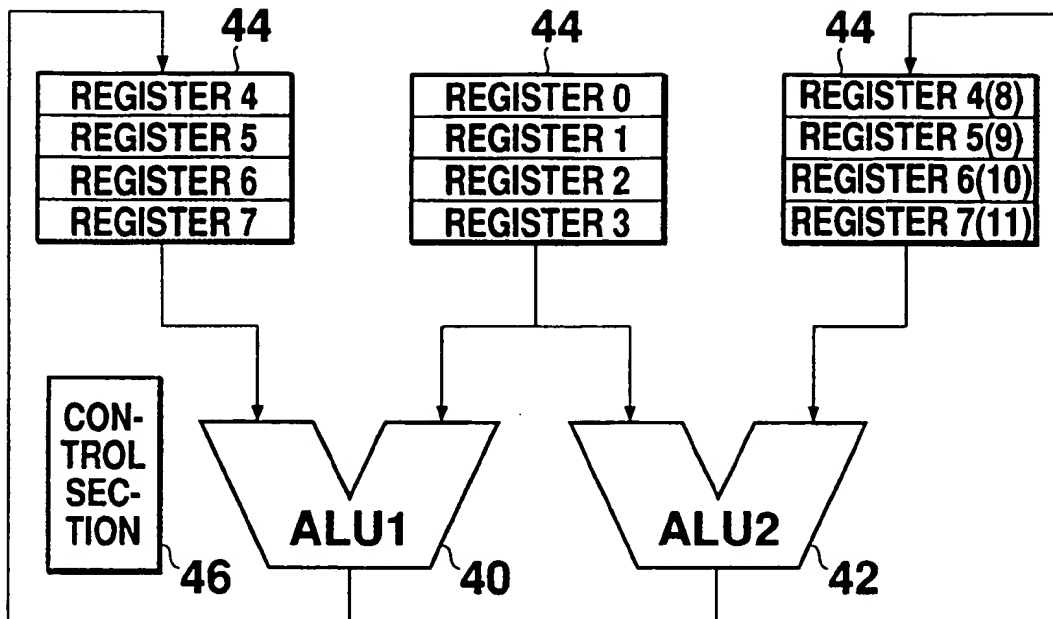 44
44
44
REGISTER 4
REGISTER 5
REGISTER 6
REGISTER 7
REGISTER 0
REGISTER 1
REGISTER 2
REGISTER 3
REGISTER 4(8)
REGISTER 5(9)
REGISTER 6(10)
REGISTER 7(11)
CON-
TROL
SEC-
TION
46
ALU1
40
ALU2
42